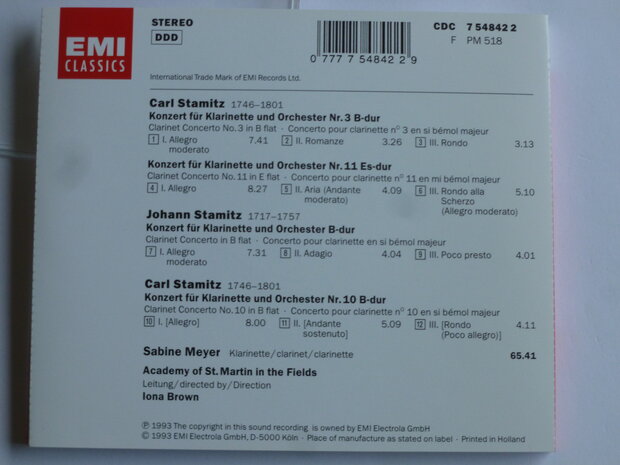 EMI
CLASSICS
STEREO
DDD
CDC 7 54842 2
F PM 518
0 7777 54842 2 9
International Trade Mark of EMI Records Ltd.
Carl Stamitz 1746–1801
Konzert für Klarinette und Orchester Nr. 3 B-dur
Clarinet Concerto No. 3 in B flat · Concerto pour clarinette nº 3 en si bémol majeur
1 I. Allegro moderato 7.41 2 II. Romanze 3.26 3 III. Rondo 3.13
Konzert für Klarinette und Orchester Nr. 11 Es-dur
Clarinet Concerto No. 11 in E flat · Concerto pour clarinette nº 11 en mi bémol majeur
4 I. Allegro 8.27 5 II. Aria (Andante moderato) 4.09 6 III. Rondo alla Scherzo (Allegro moderato) 5.10
Johann Stamitz 1717–1757
Konzert für Klarinette und Orchester B-dur
Clarinet Concerto in B flat · Concerto pour clarinette en si bémol majeur
7 I. Allegro moderato 7.31 8 II. Adagio 4.04 9 III. Poco presto 4.01
Carl Stamitz 1746–1801
Konzert für Klarinette und Orchester Nr. 10 B-dur
Clarinet Concerto No. 10 in B flat · Concerto pour clarinette nº 10 en si bémol majeur
10 I. [Allegro] 8.00 11 II. [Andante sostenuto] 5.09 12 III. [Rondo (Poco allegro)] 4.11
Sabine Meyer Klarinette/clarinet/clarinette 65.41
Academy of St. Martin in the Fields
Leitung/directed by/Direction
Iona Brown
℗ 1993 The copyright in this sound recording. is owned by EMI Electrola GmbH
© 1993 EMI Electrola GmbH, D-5000 Köln · Place of manufacture as stated on label · Printed in Holland